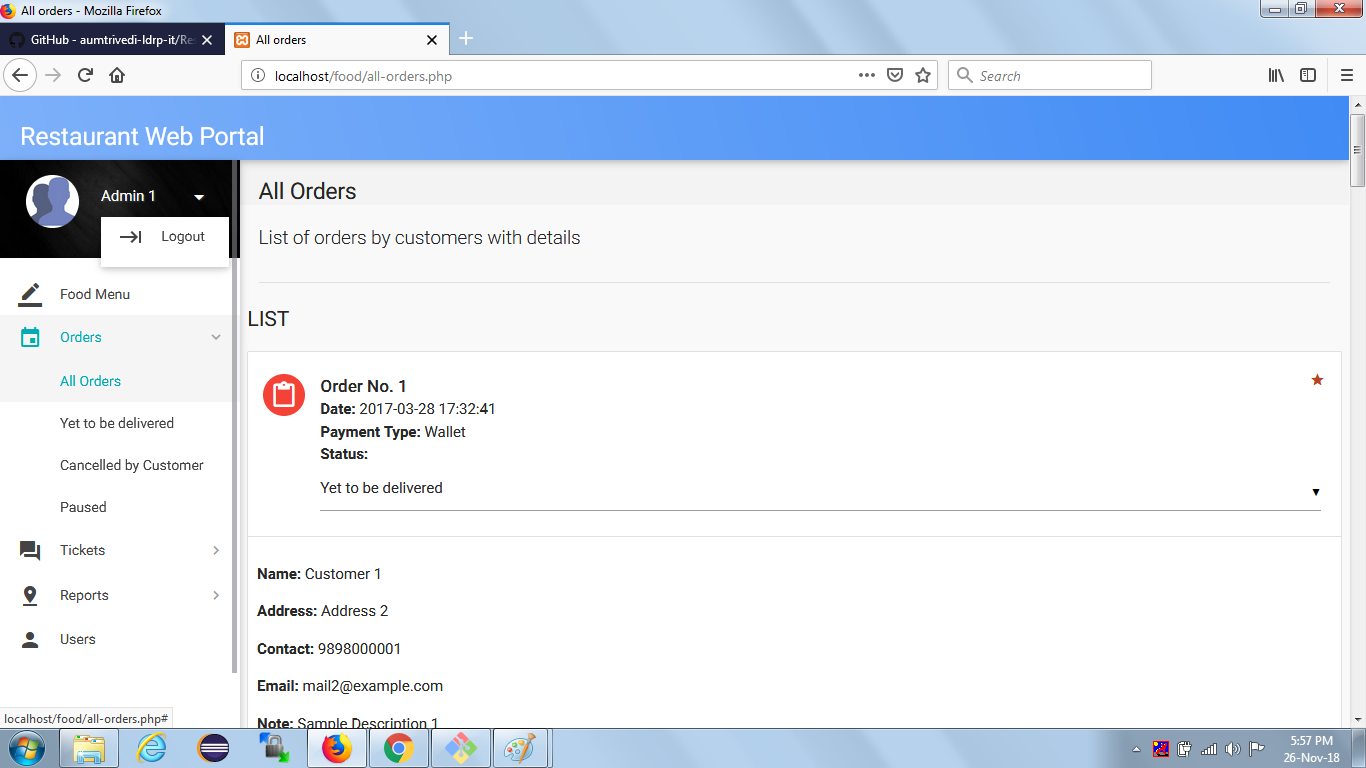 All orders - Mozilla Firefox
GitHub - aumtrivedi-ldrp-it/Re
All orders
localhost/food/all-orders.php
Search
Restaurant Web Portal
Admin 1
Logout
Food Menu
Orders
All Orders
Yet to be delivered
Cancelled by Customer
Paused
Tickets
Reports
Users
All Orders
List of orders by customers with details
LIST
Order No. 1
Date: 2017-03-28 17:32:41
Payment Type: Wallet
Status:
Yet to be delivered
Name: Customer 1
Address: Address 2
Contact: 9898000001
Email: mail2@example.com
Note: Sample Description 1
localhost/food/all-orders.php#
5:57 PM
26-Nov-18